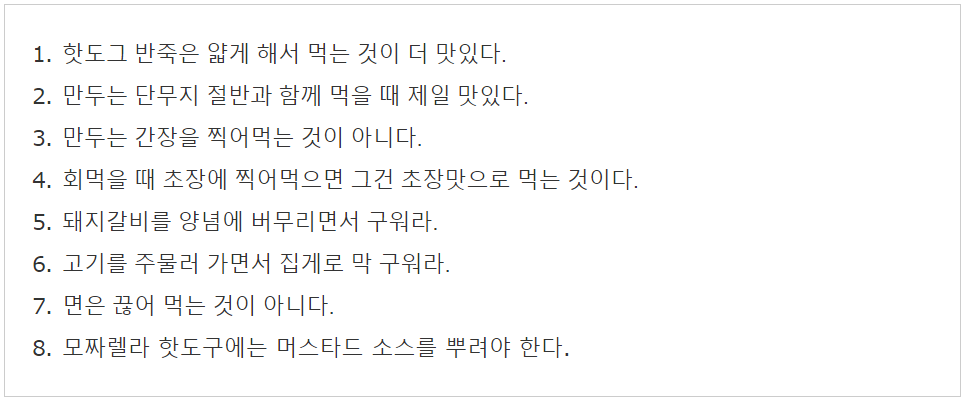 1. 핫도그 반죽은 얇게 해서 먹는 것이 더 맛있다.
2. 만두는 단무지 절반과 함께 먹을 때 제일 맛있다.
3. 만두는 간장을 찍어먹는 것이 아니다.
4. 회먹을 때 초장에 찍어먹으면 그건 초장맛으로 먹는 것이다.
5. 돼지갈비를 양념에 버무리면서 구워라.
6. 고기를 주물러 가면서 집게로 막 구워라.
7. 면은 끊어 먹는 것이 아니다.
8. 모짜렐라 핫도구에는 머스타드 소스를 뿌려야 한다.